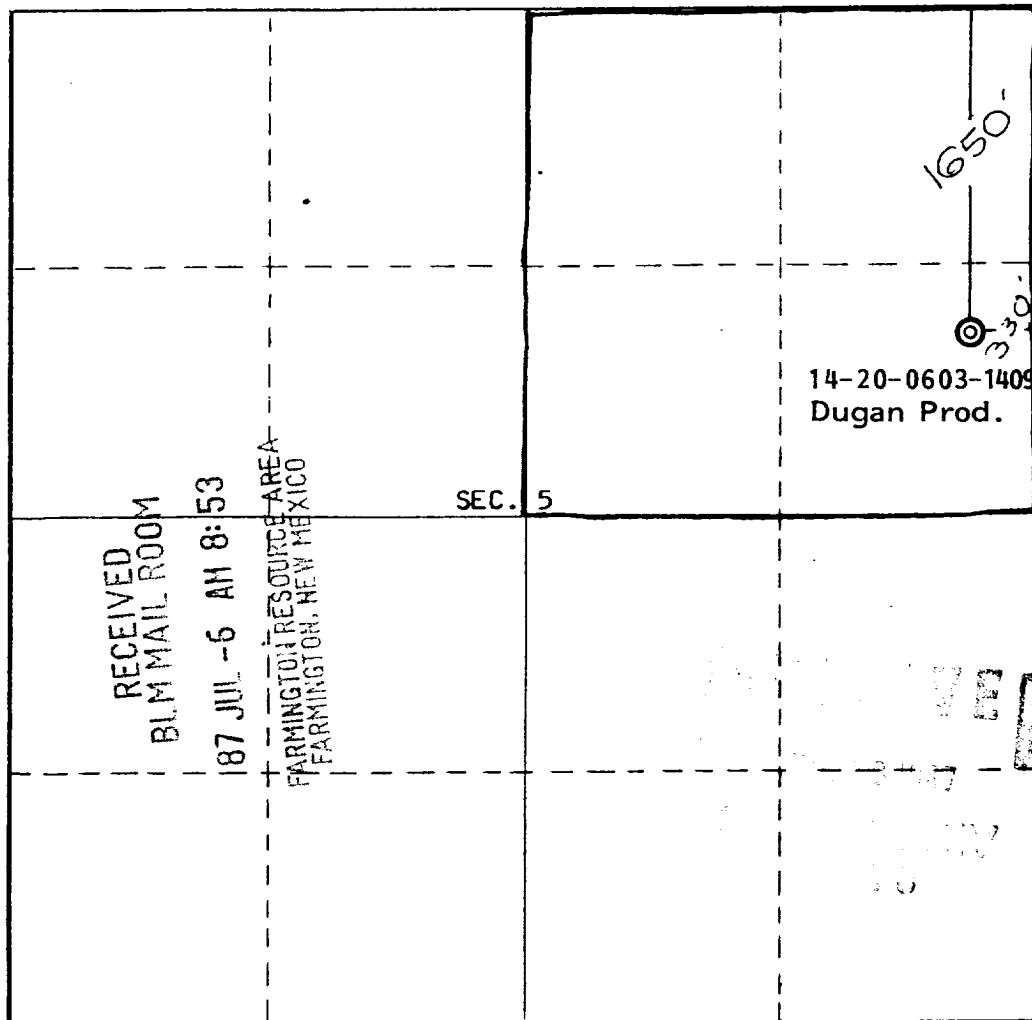 1650-
330-
14-20-0603-1409
Dugan Prod.
SEC. 5
RECEIVED
BLM MAIL ROOM
87 JUL -6 AM 8:53
FARMINGTON RESOURCE AREA
FARMINGTON, NEW MEXICO